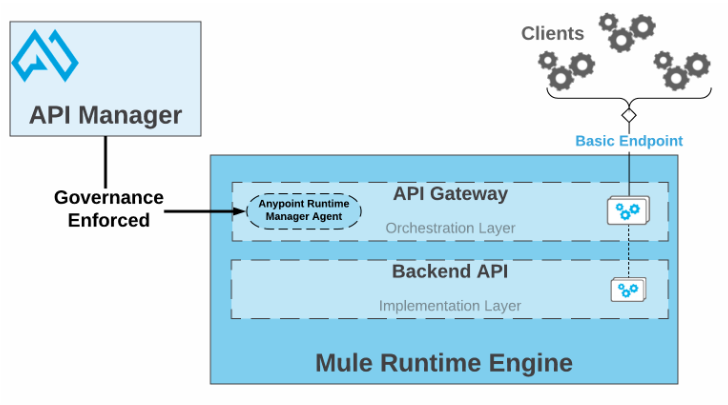 Clients
API Manager
Basic Endpoint
Governance
Enforced
Anypoint Runtime
Manager Agent
API Gateway
Orchestration Layer
Backend API
Implementation Layer
Mule Runtime Engine